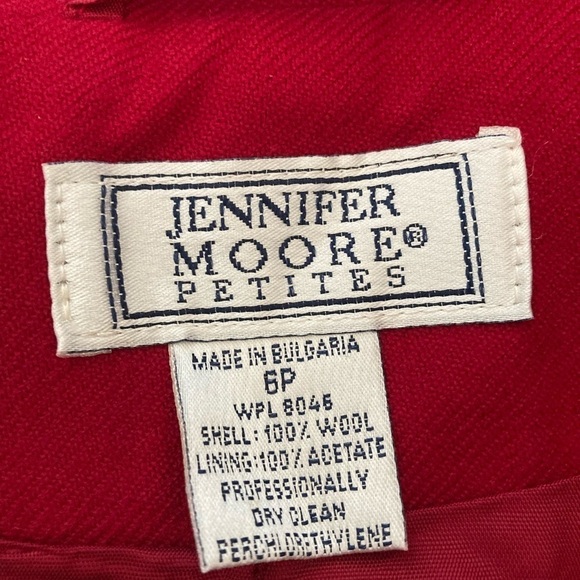 JENNIFER
MOORE®
PETITES
MADE IN BULGARIA
6P
WPL 8046
SHELL: 100% WOOL
LINING: 100% ACETATE
PROFESSIONALLY
DRY CLEAN
PERCHLORETHYLENE